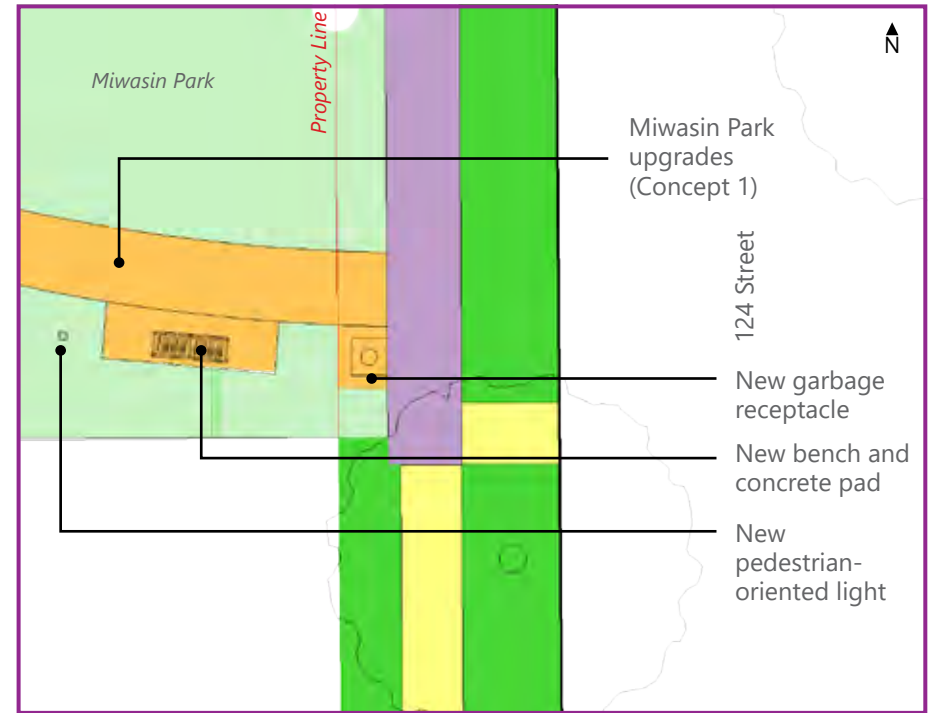 Miwasin Park
Property Line
N
Miwasin Park
upgrades
(Concept 1)
124 Street
New garbage
receptacle
New bench and
concrete pad
New
pedestrian-
oriented light